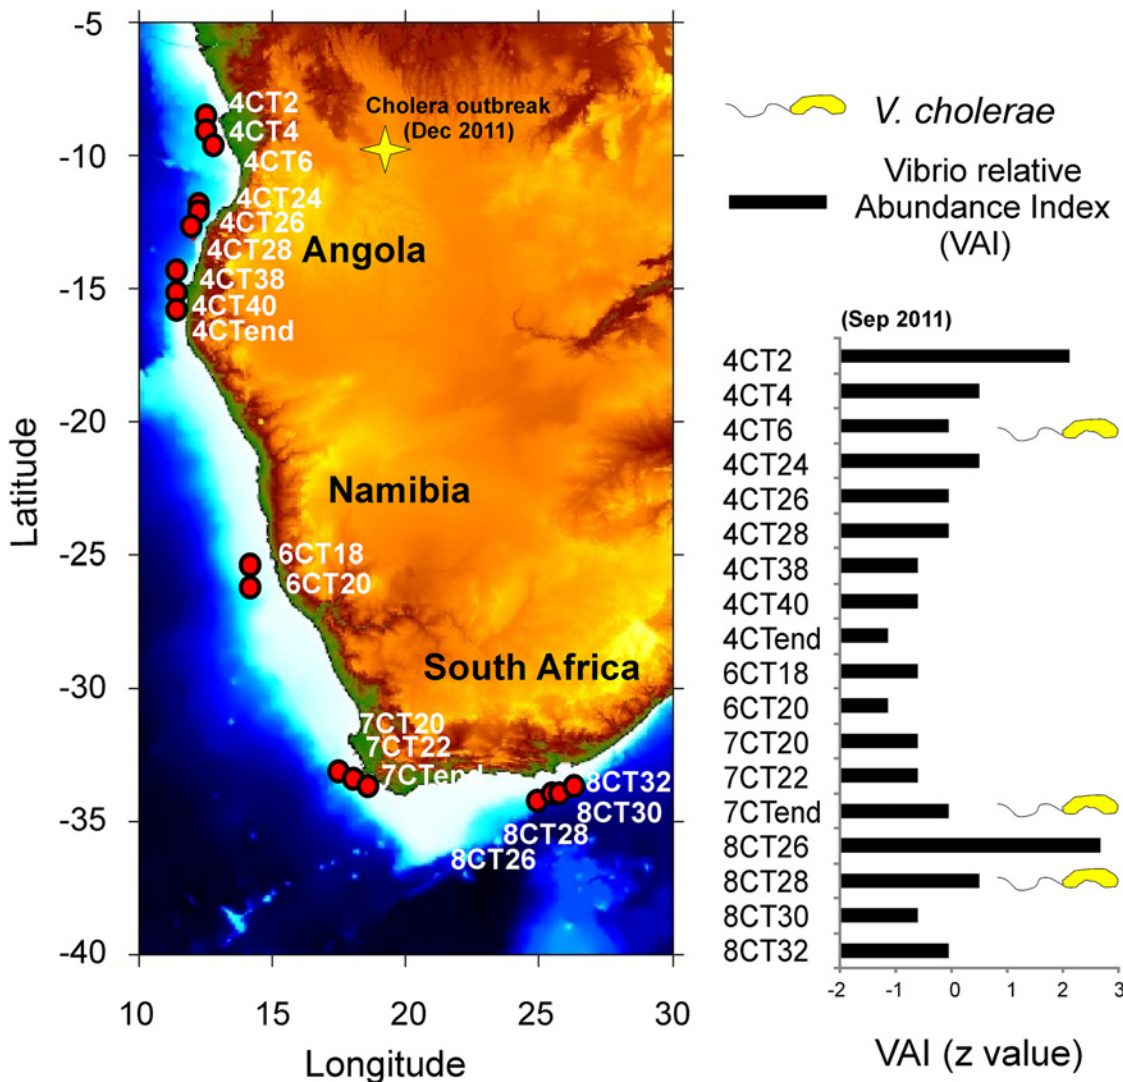 -5
-10
-15
-20
-25
-30
-35
-40
Latitude
10
15
20
25
30
Longitude
4CT2
4CT4
4CT6
4CT24
4CT26
4CT28
4CT38
4CT40
4CTend
Cholera outbreak
(Dec 2011)
Angola
Namibia
6CT18
6CT20
South Africa
7CT20
7CT22
7CTend
8CT32
8CT30
8CT28
8CT26
V. cholerae
Vibrio relative
Abundance Index
(VAI)
(Sep 2011)
4CT2
4CT4
4CT6
4CT24
4CT26
4CT28
4CT38
4CT40
4CTend
6CT18
6CT20
7CT20
7CT22
7CTend
8CT26
8CT28
8CT30
8CT32
-2
-1
0
1
2
3
VAI (z value)